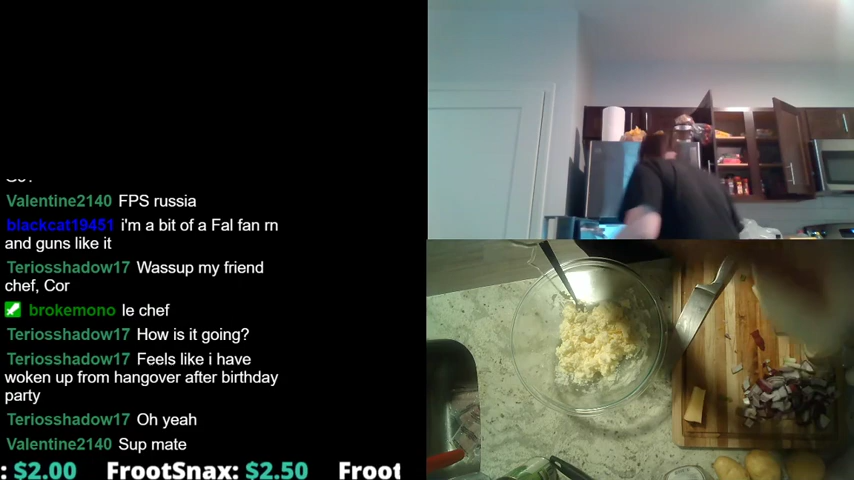 Valentine2140 FPS russia
blackcat19451 i'm a bit of a Fal fan rn
and guns like it
Teriosshadow17 Wassup my friend
chef, Cor
brokemono le chef
Teriosshadow17 How is it going?
Teriosshadow17 Feels like i have
woken up from hangover after birthday
party
Teriosshadow17 Oh yeah
Valentine2140 Sup mate
: $2.00 FrootSnax: $2.50 Froot